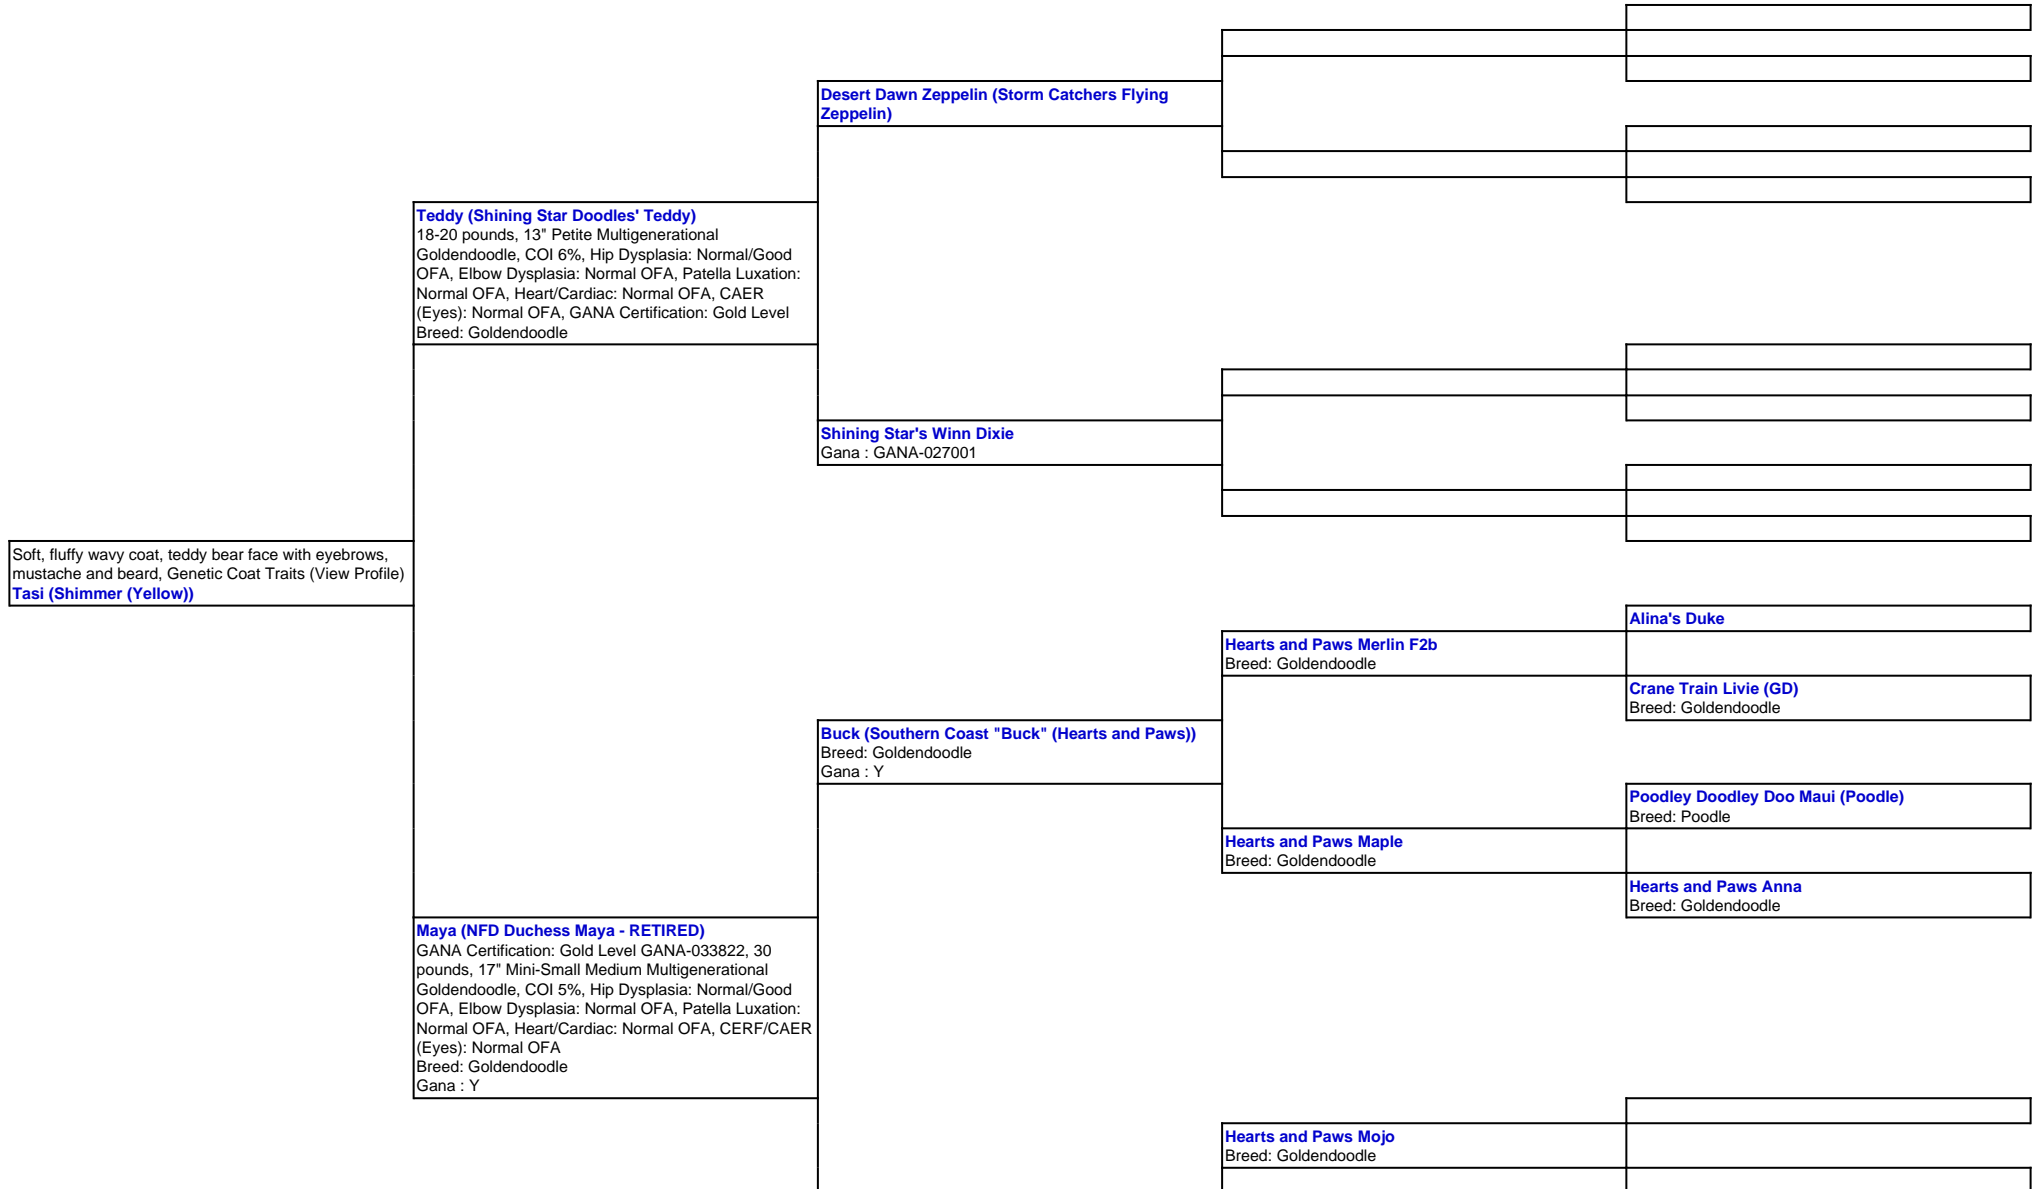 Desert Dawn Zeppelin (Storm Catchers Flying
Zeppelin)
Teddy (Shining Star Doodles' Teddy)
18-20 pounds, 13" Petite Multigenerational
Goldendoodle, COI 6%, Hip Dysplasia: Normal/Good
OFA, Elbow Dysplasia: Normal OFA, Patella Luxation:
Normal OFA, Heart/Cardiac: Normal OFA, CAER
(Eyes): Normal OFA, GANA Certification: Gold Level
Breed: Goldendoodle
Shining Star's Winn Dixie
Gana : GANA-027001
Soft, fluffy wavy coat, teddy bear face with eyebrows,
mustache and beard, Genetic Coat Traits (View Profile)
Tasi (Shimmer (Yellow))
Alina's Duke
Hearts and Paws Merlin F2b
Breed: Goldendoodle
Crane Train Livie (GD)
Breed: Goldendoodle
Buck (Southern Coast "Buck" (Hearts and Paws))
Breed: Goldendoodle
Gana : Y
Poodley Doodley Doo Maui (Poodle)
Breed: Poodle
Hearts and Paws Maple
Breed: Goldendoodle
Hearts and Paws Anna
Breed: Goldendoodle
Maya (NFD Duchess Maya - RETIRED)
GANA Certification: Gold Level GANA-033822, 30
pounds, 17" Mini-Small Medium Multigenerational
Goldendoodle, COI 5%, Hip Dysplasia: Normal/Good
OFA, Elbow Dysplasia: Normal OFA, Patella Luxation:
Normal OFA, Heart/Cardiac: Normal OFA, CERF/CAER
(Eyes): Normal OFA
Breed: Goldendoodle
Gana : Y
Hearts and Paws Mojo
Breed: Goldendoodle